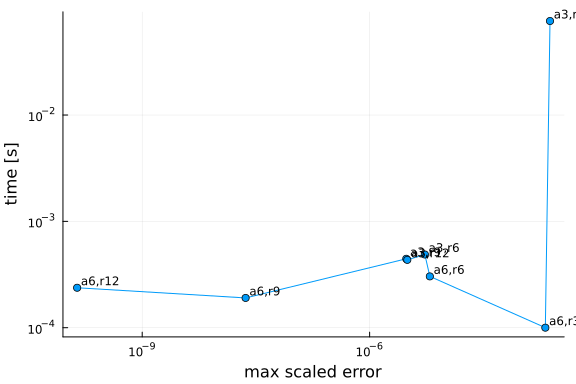 a3,r
10⁻²
10⁻³
10⁻⁴
time [s]
a3,r6
a6,r6
a6,r12
a6,r9
a6,r3
10⁻⁹
10⁻⁶
max scaled error